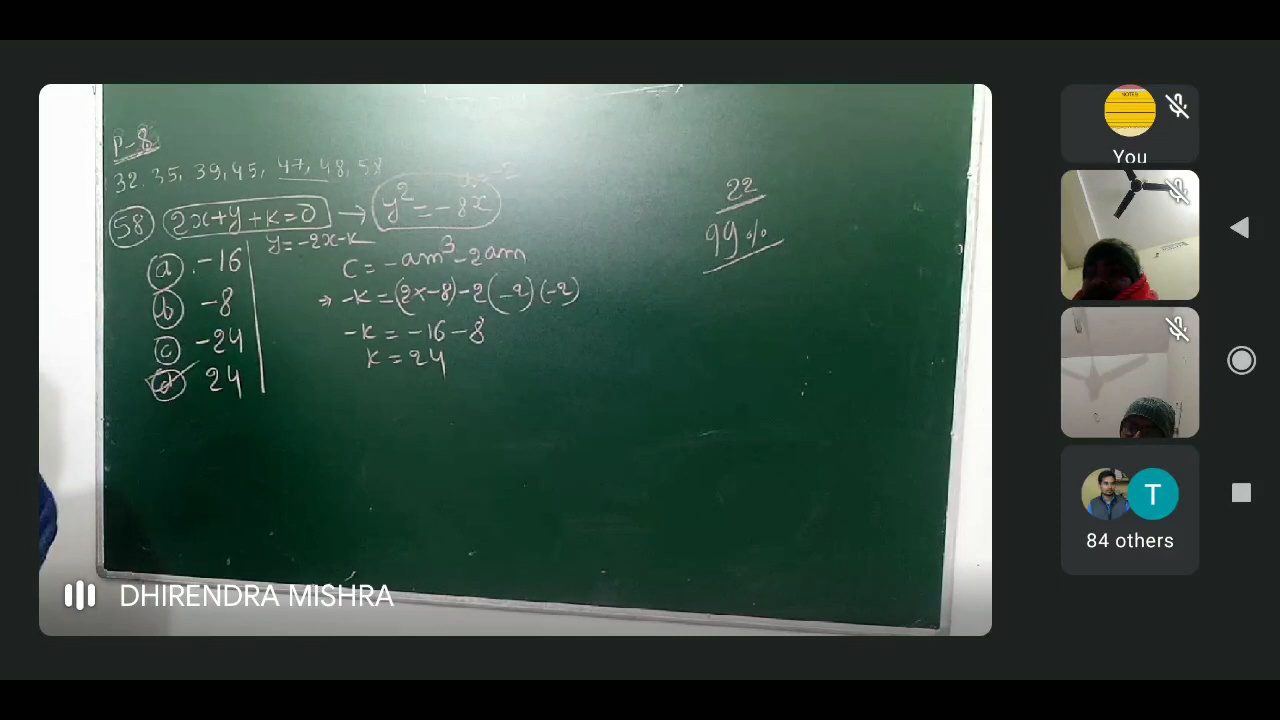 P-8
32, 35, 39, 45, 47, 48, 58
58 2x+y+k=0 → y² = -8x
y = -2x-k
a -16
b -8
c -24
d 24
C = -am³-2am
⇒ -k = (2x-8)-2(-2)(-2)
-k = -16-8
k = 24
22
99%
DHIRENDRA MISHRA
NOTES
You
T
84 others